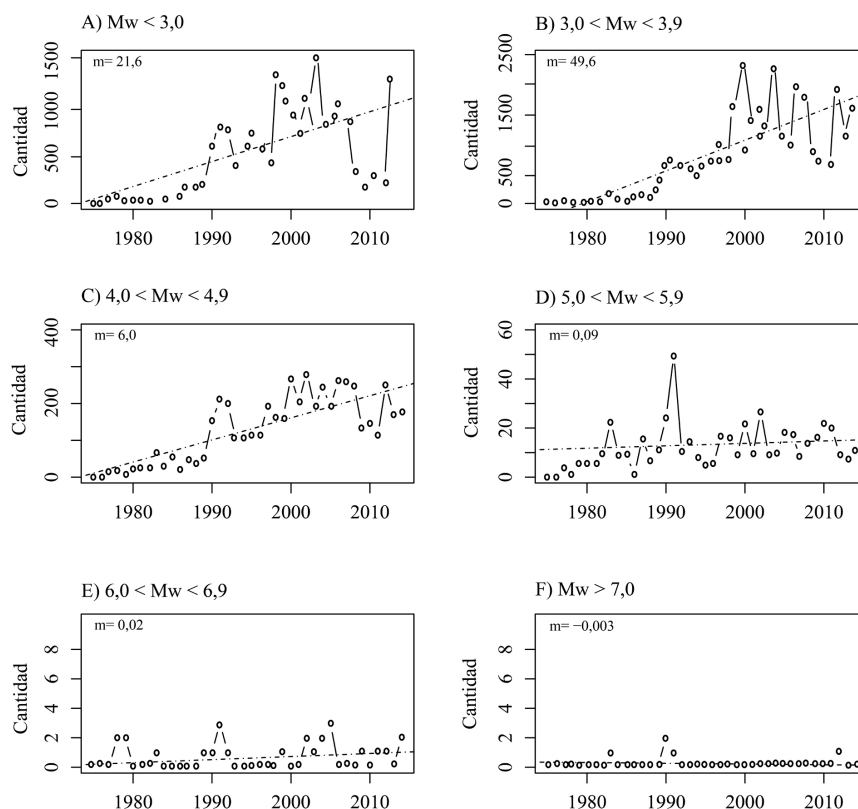 A) Mw < 3,0
m= 21,6
Cantidad
1500
1000
500
0
1980 1990 2000 2010
B) 3,0 < Mw < 3,9
m= 49,6
Cantidad
2500
1500
500
0
1980 1990 2000 2010
C) 4,0 < Mw < 4,9
m= 6,0
Cantidad
400
200
0
1980 1990 2000 2010
D) 5,0 < Mw < 5,9
m= 0,09
Cantidad
60
40
20
0
1980 1990 2000 2010
E) 6,0 < Mw < 6,9
m= 0,02
Cantidad
8
6
4
2
0
1980 1990 2000 2010
F) Mw > 7,0
m= −0,003
Cantidad
8
6
4
2
0
1980 1990 2000 2010